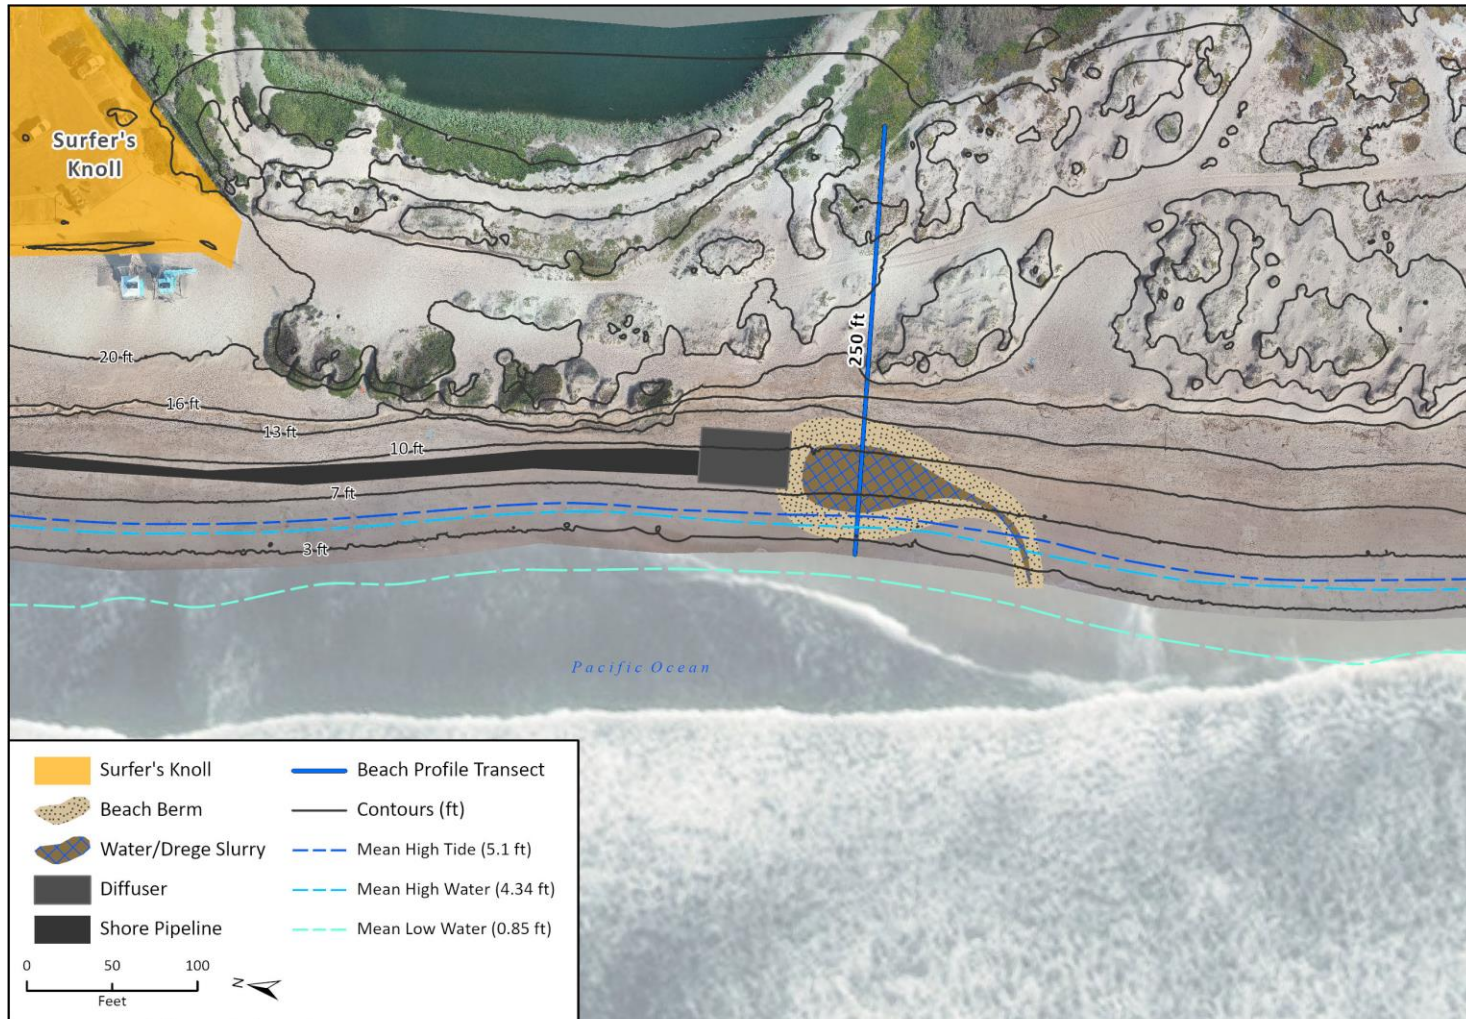 Surfer's
Knoll
250 ft
20 ft
16 ft
13 ft
10 ft
7 ft
3 ft
Pacific Ocean
Surfer's Knoll
Beach Berm
Water/Drege Slurry
Diffuser
Shore Pipeline
Beach Profile Transect
Contours (ft)
Mean High Tide (5.1 ft)
Mean High Water (4.34 ft)
Mean Low Water (0.85 ft)
0 50 100
Feet
N